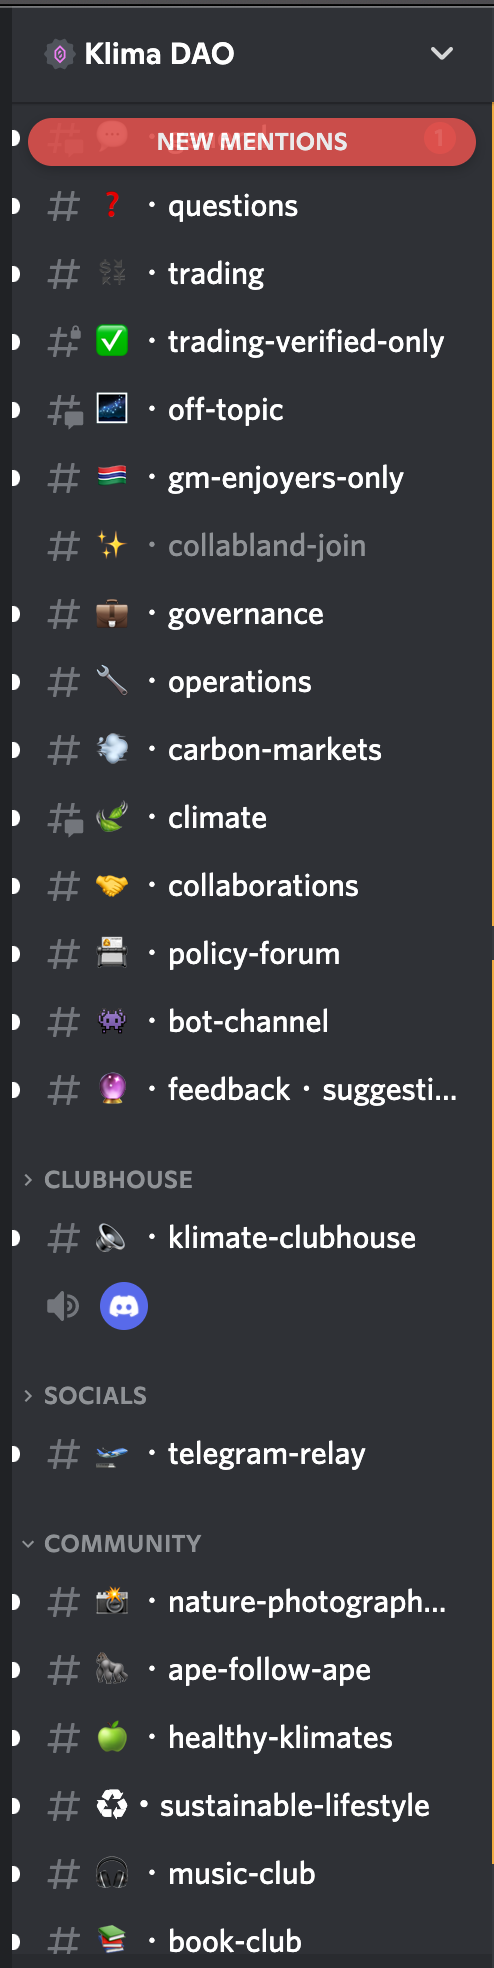 Klima DAO
NEW MENTIONS 1
questions
trading
trading-verified-only
off-topic
gm-enjoyers-only
collabland-join
governance
operations
carbon-markets
climate
collaborations
policy-forum
bot-channel
feedback · suggesti...
CLUBHOUSE
klimate-clubhouse
SOCIALS
telegram-relay
COMMUNITY
nature-photograph...
ape-follow-ape
healthy-klimates
sustainable-lifestyle
music-club
book-club